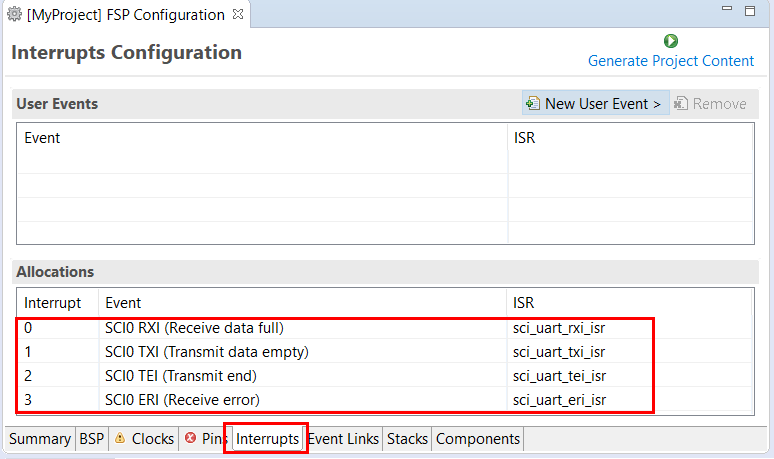 [MyProject] FSP Configuration
Interrupts Configuration
Generate Project Content
User Events
New User Event >
Remove
Event ISR
Allocations
Interrupt Event ISR
0 SCI0 RXI (Receive data full) sci_uart_rxi_isr
1 SCI0 TXI (Transmit data empty) sci_uart_txi_isr
2 SCI0 TEI (Transmit end) sci_uart_tei_isr
3 SCI0 ERI (Receive error) sci_uart_eri_isr
Summary BSP Clocks Pins Interrupts Event Links Stacks Components